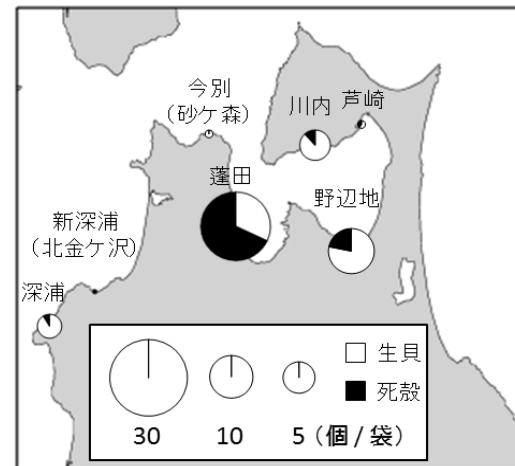 今別
(砂ケ森)
川内
芦崎
蓬田
野辺地
新深浦
(北金ケ沢)
深浦
生貝
死殻
30 10 5 (個/袋)